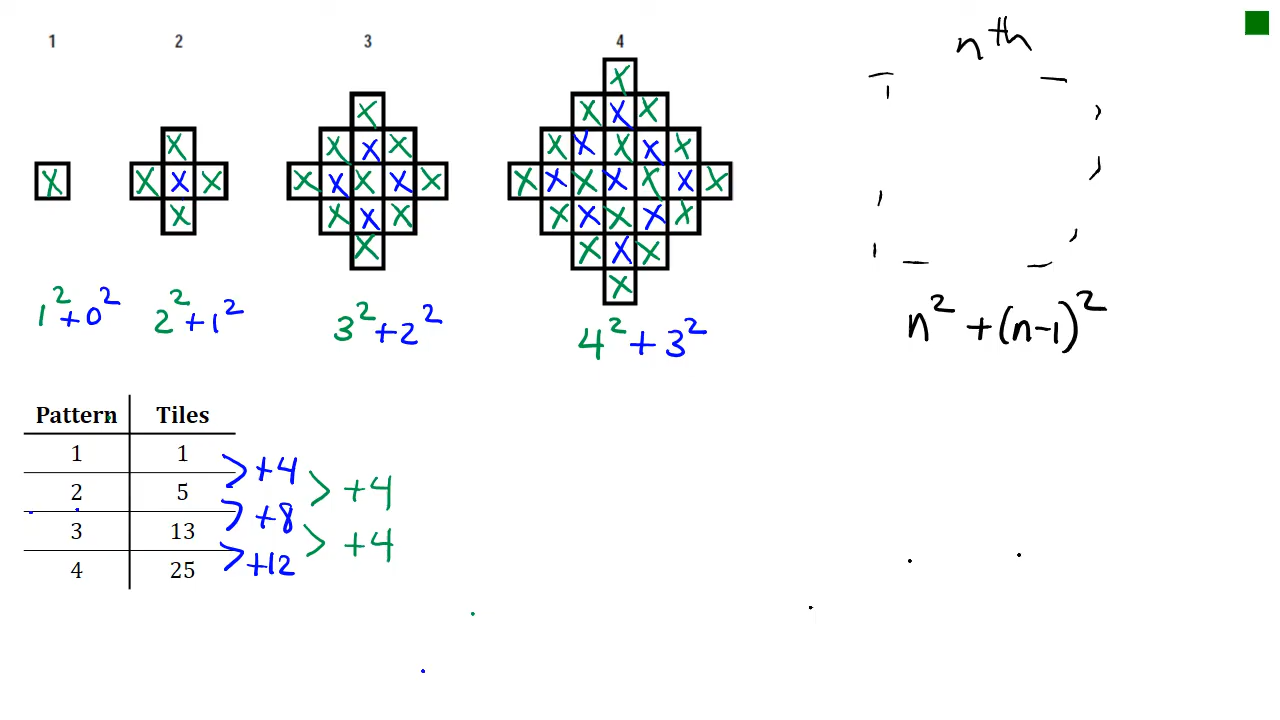 1 2 3 4 nth
X X X X
X X X
X X X X X X X X X X
X X X X X X X X X X X X X X X X
X X X X X X X X X
X X X X
X
1² + 0² 2² + 1² 3² + 2² 4² + 3² n² + (n-1)²
Pattern Tiles
1 1
+4
2 5
+4
+8
3 13
+4
+12
4 25